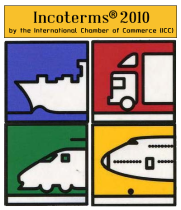 Incoterms® 2010
by the International Chamber of Commerce (ICC)